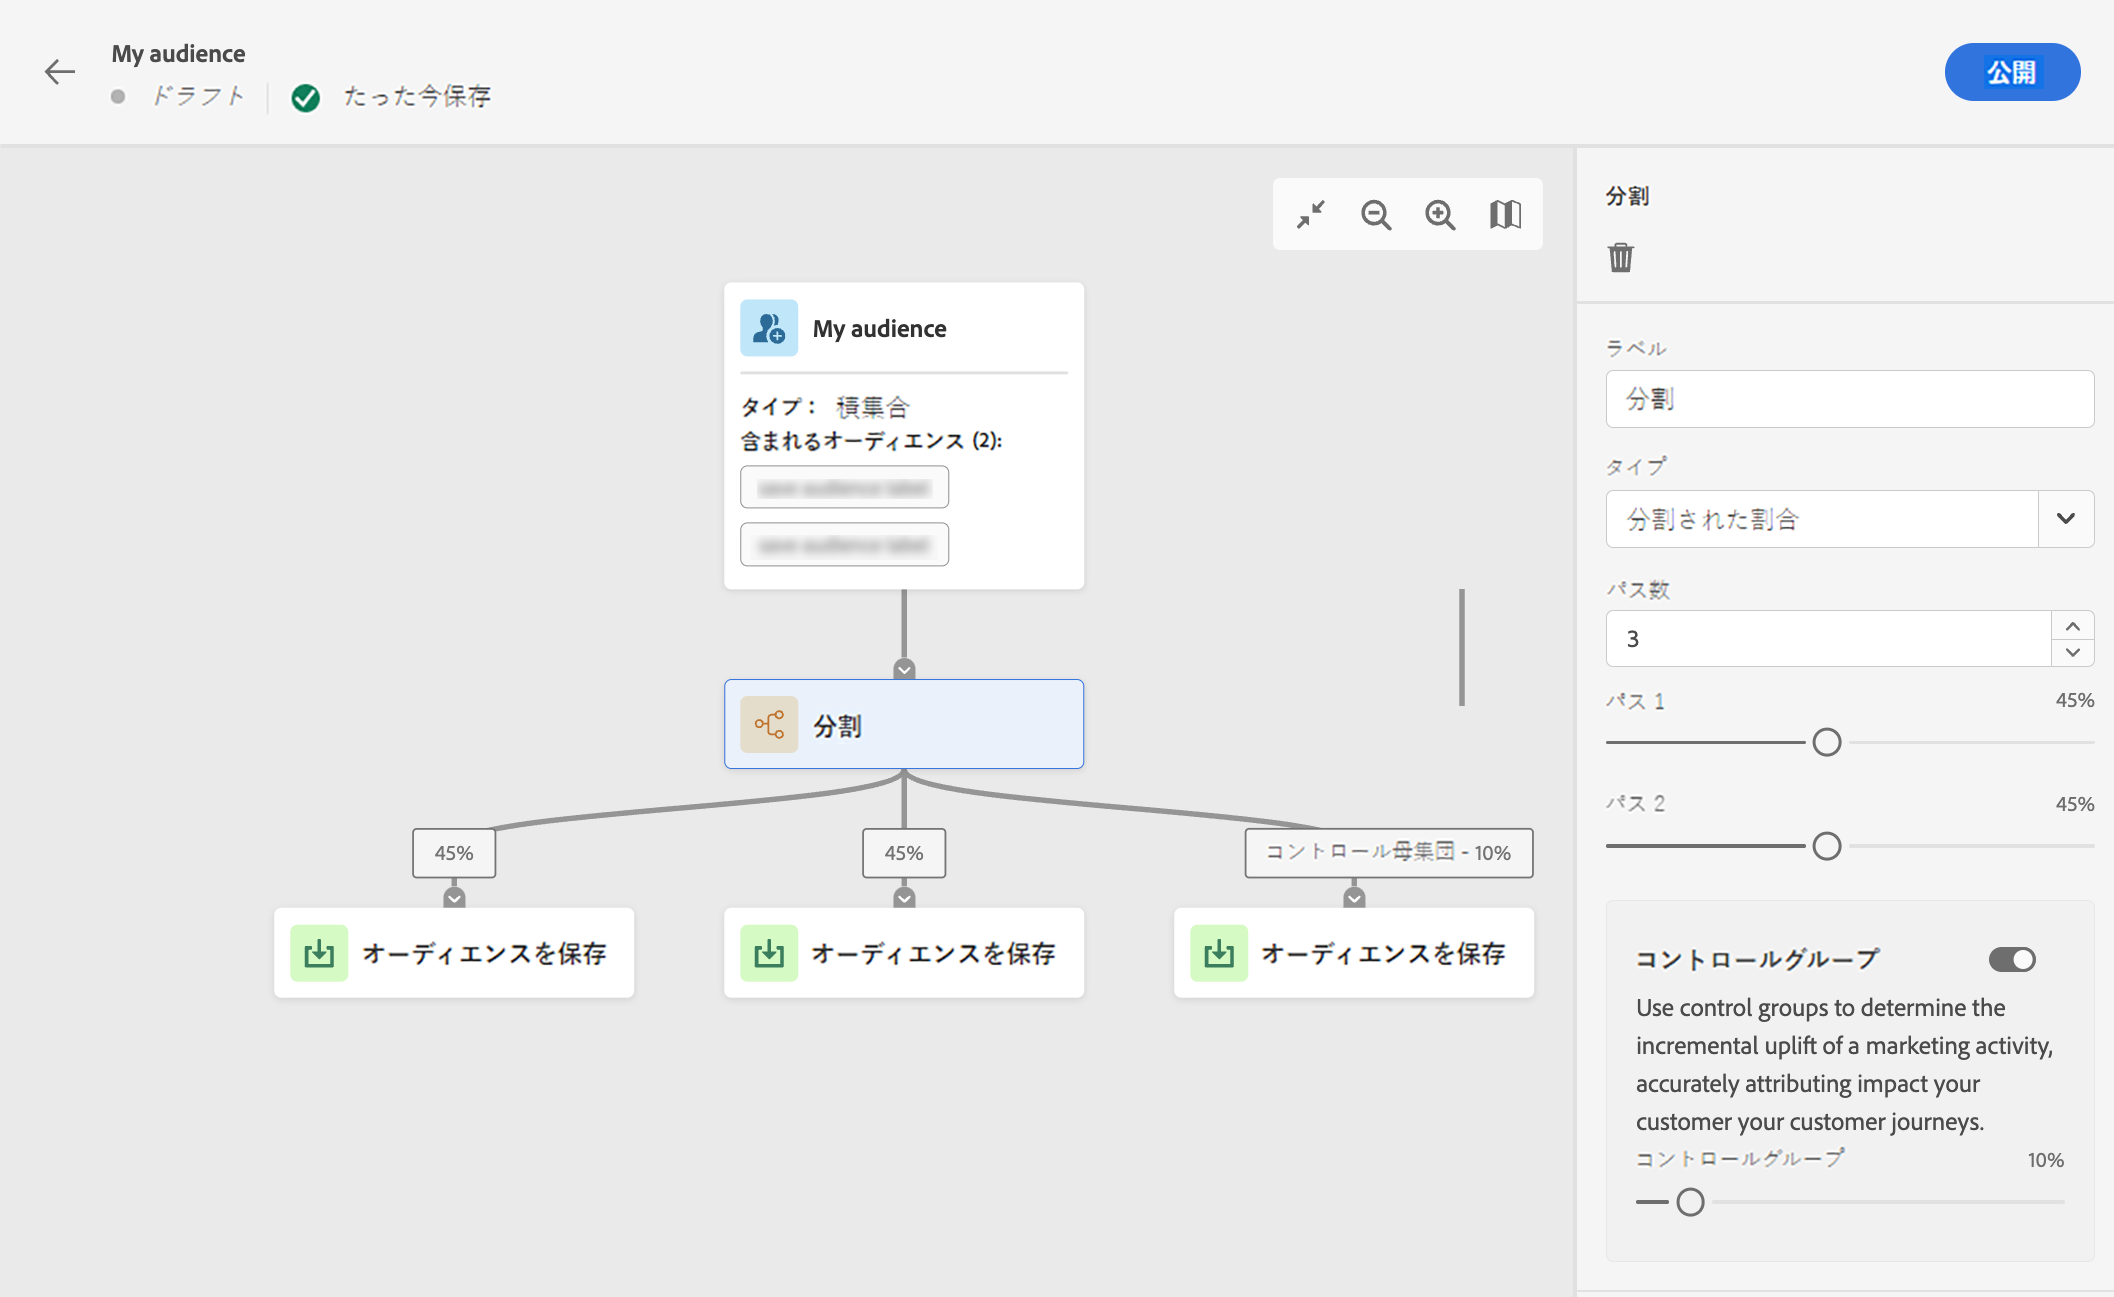 My audience
ドラフト
たった今保存
公開
My audience
タイプ： 積集合
含まれるオーディエンス (2):
分割
45%
45%
コントロール母集団 - 10%
オーディエンスを保存
オーディエンスを保存
オーディエンスを保存
分割
ラベル
分割
タイプ
分割された割合
パス数
3
パス 1
45%
パス 2
45%
コントロールグループ
Use control groups to determine the
incremental uplift of a marketing activity,
accurately attributing impact your
customer your customer journeys.
コントロールグループ
10%